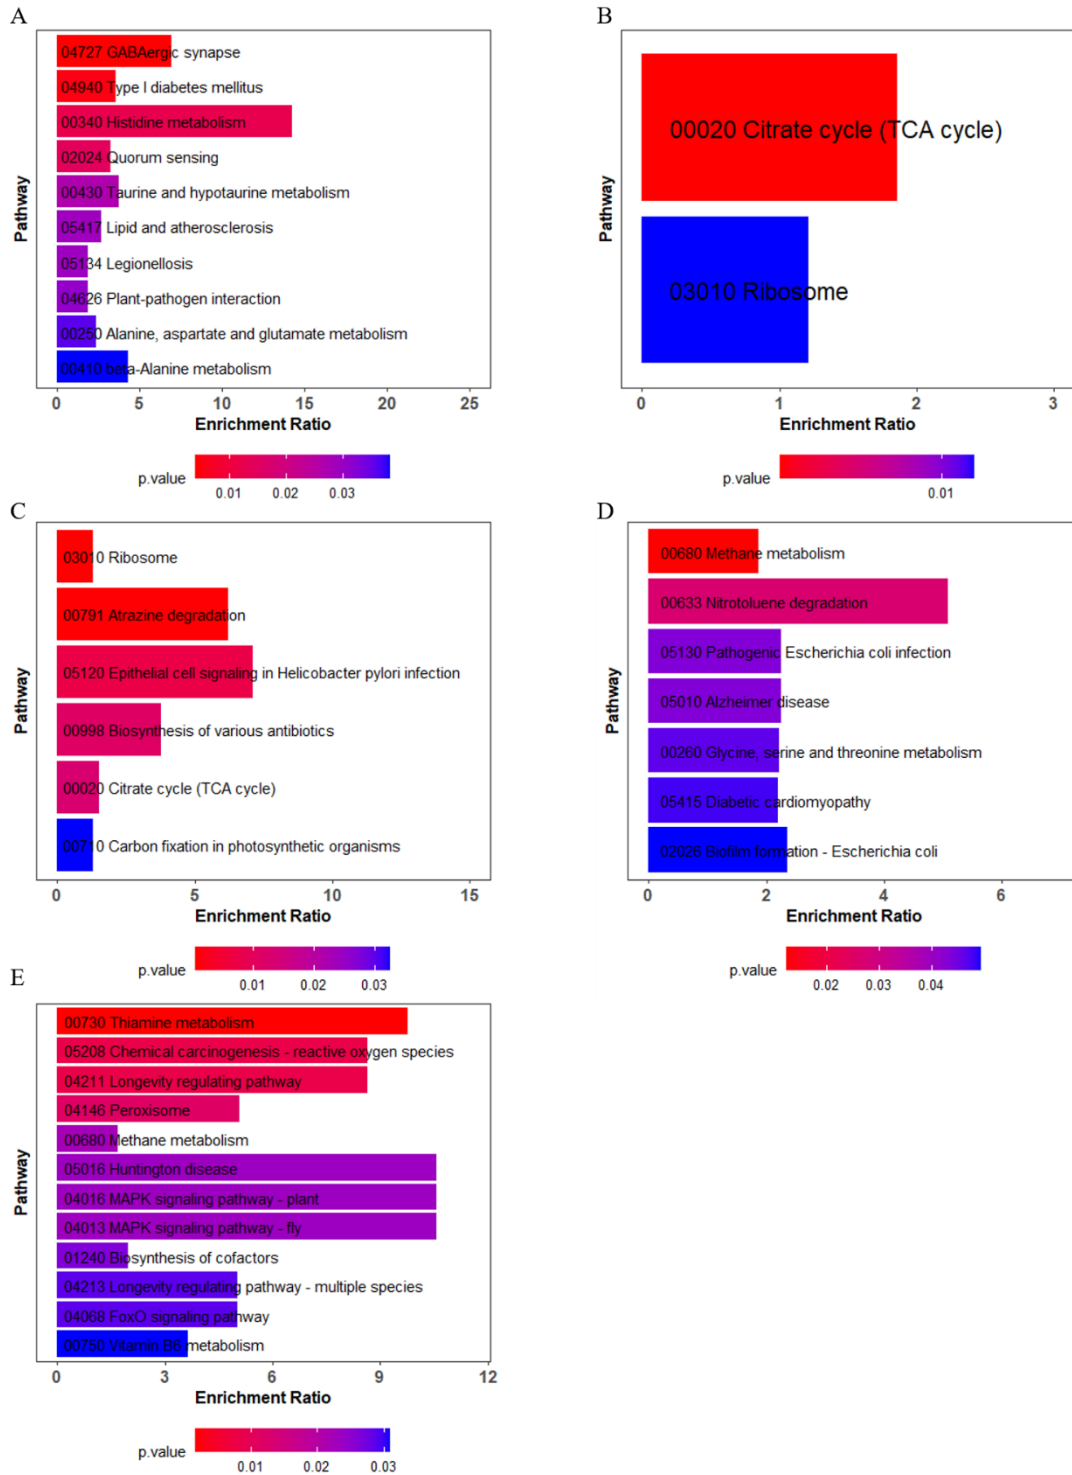 A
04727 GABAergic synapse
04940 Type I diabetes mellitus
00340 Histidine metabolism
02024 Quorum sensing
00430 Taurine and hypotaurine metabolism
05417 Lipid and atherosclerosis
05134 Legionellosis
04626 Plant-pathogen interaction
00250 Alanine, aspartate and glutamate metabolism
00410 beta-Alanine metabolism
Pathway
0 5 10 15 20 25
Enrichment Ratio
p.value
0.01 0.02 0.03
B
00020 Citrate cycle (TCA cycle)
03010 Ribosome
Pathway
0 1 2 3
Enrichment Ratio
p.value
0.01
C
03010 Ribosome
00791 Atrazine degradation
05120 Epithelial cell signaling in Helicobacter pylori infection
00998 Biosynthesis of various antibiotics
00020 Citrate cycle (TCA cycle)
00710 Carbon fixation in photosynthetic organisms
Pathway
0 5 10 15
Enrichment Ratio
p.value
0.01 0.02 0.03
D
00680 Methane metabolism
00633 Nitrotoluene degradation
05130 Pathogenic Escherichia coli infection
05010 Alzheimer disease
00260 Glycine, serine and threonine metabolism
05415 Diabetic cardiomyopathy
02026 Biofilm formation - Escherichia coli
Pathway
0 2 4 6
Enrichment Ratio
p.value
0.02 0.03 0.04
E
00730 Thiamine metabolism
05208 Chemical carcinogenesis - reactive oxygen species
04211 Longevity regulating pathway
04146 Peroxisome
00680 Methane metabolism
05016 Huntington disease
04016 MAPK signaling pathway - plant
04013 MAPK signaling pathway - fly
01240 Biosynthesis of cofactors
04213 Longevity regulating pathway - multiple species
04068 FoxO signaling pathway
00750 Vitamin B6 metabolism
Pathway
0 3 6 9 12
Enrichment Ratio
p.value
0.01 0.02 0.03